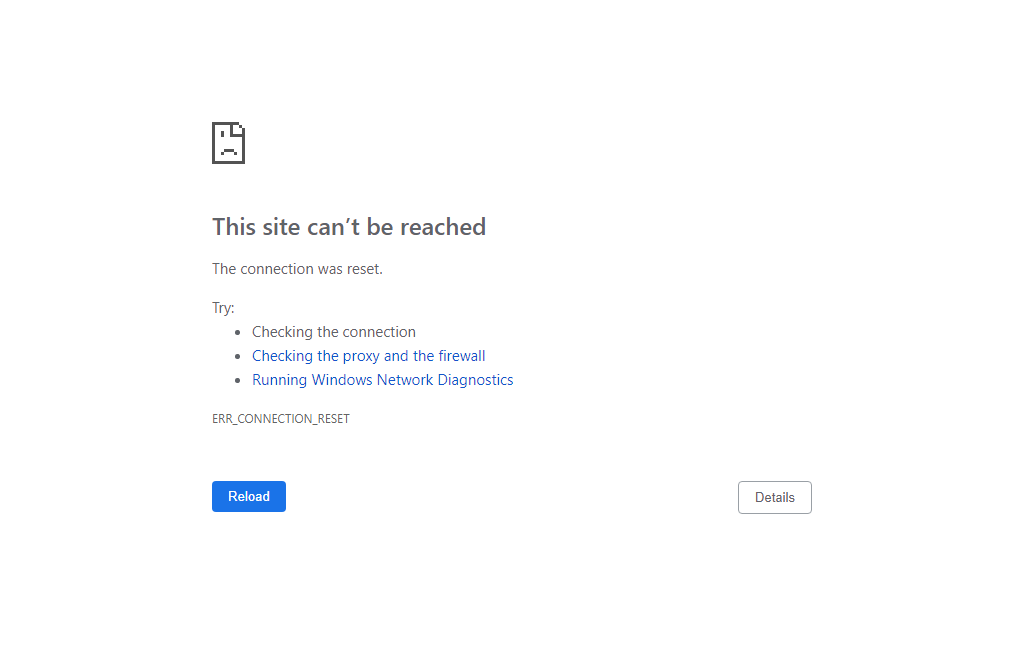 This site can’t be reached
The connection was reset.
Try:
Checking the connection
Checking the proxy and the firewall
Running Windows Network Diagnostics
ERR_CONNECTION_RESET
Reload
Details